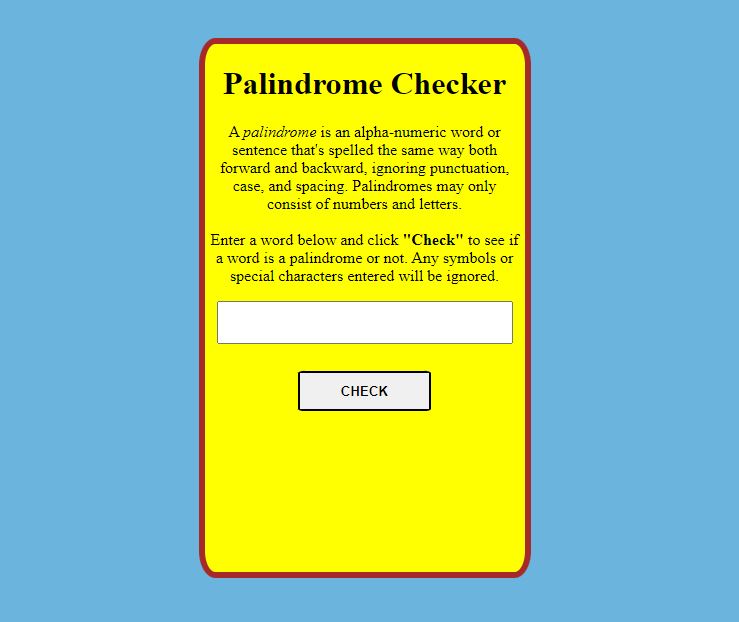 Palindrome Checker
A palindrome is an alpha-numeric word or
sentence that's spelled the same way both
forward and backward, ignoring punctuation,
case, and spacing. Palindromes may only
consist of numbers and letters.
Enter a word below and click "Check" to see if
a word is a palindrome or not. Any symbols or
special characters entered will be ignored.
CHECK